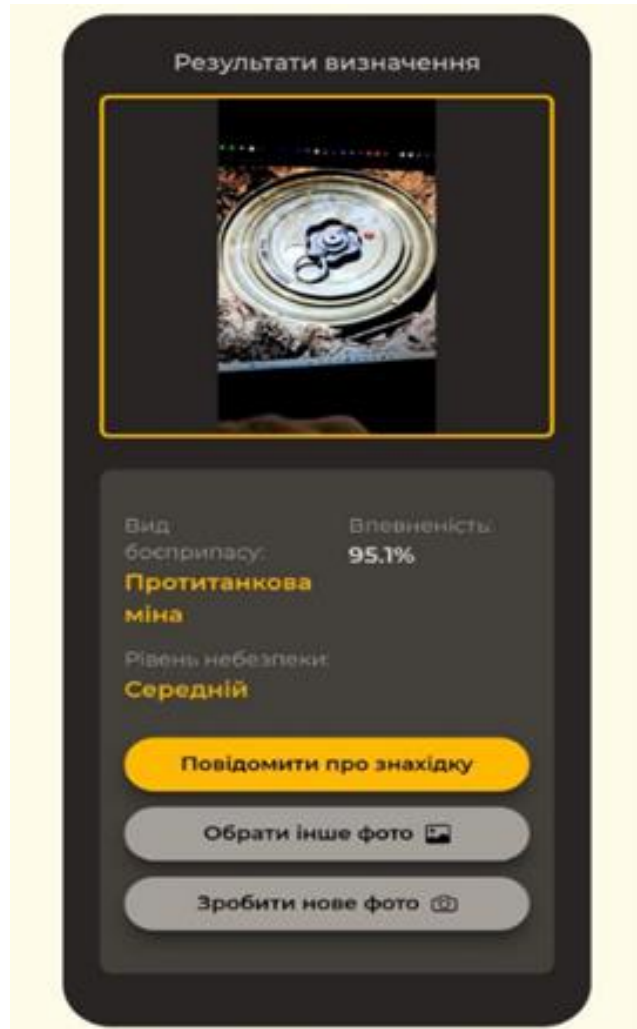 Результати визначення
Вид
боєприпасу:
Протитанкова
міна
Впевненість:
95.1%
Рівень небезпеки:
Середній
Повідомити про знахідку
Обрати інше фото
Зробити нове фото